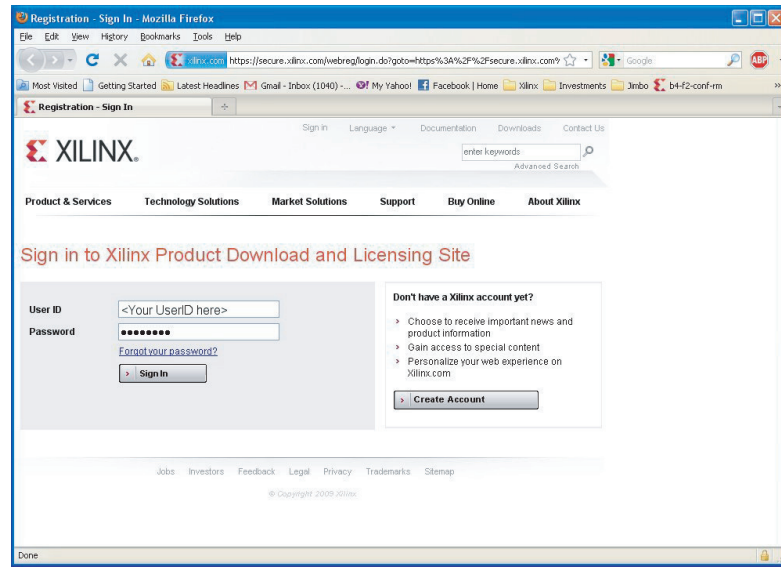 Registration - Sign In - Mozilla Firefox
File Edit View History Bookmarks Tools Help
xilinx.com https://secure.xilinx.com/webreg/login.do?goto=https%3A%2F%2Fsecure.xilinx.com% Google ABP
Most Visited Getting Started Latest Headlines Gmail - Inbox (1040) -... My Yahoo! Facebook | Home Xilinx Investments Jimbo b4-f2-conf-rm »
Registration - Sign In
Sign in Language Documentation Downloads Contact Us
XILINX®
enter keywords
Advanced Search
Product & Services Technology Solutions Market Solutions Support Buy Online About Xilinx
Sign in to Xilinx Product Download and Licensing Site
User ID <Your UserID here>
Password ●●●●●●●●
Forgot your password?
› Sign In
Don't have a Xilinx account yet?
› Choose to receive important news and
product information
› Gain access to special content
› Personalize your web experience on
Xilinx.com
› Create Account
Jobs Investors Feedback Legal Privacy Trademarks Sitemap
© Copyright 2009 Xilinx
Done